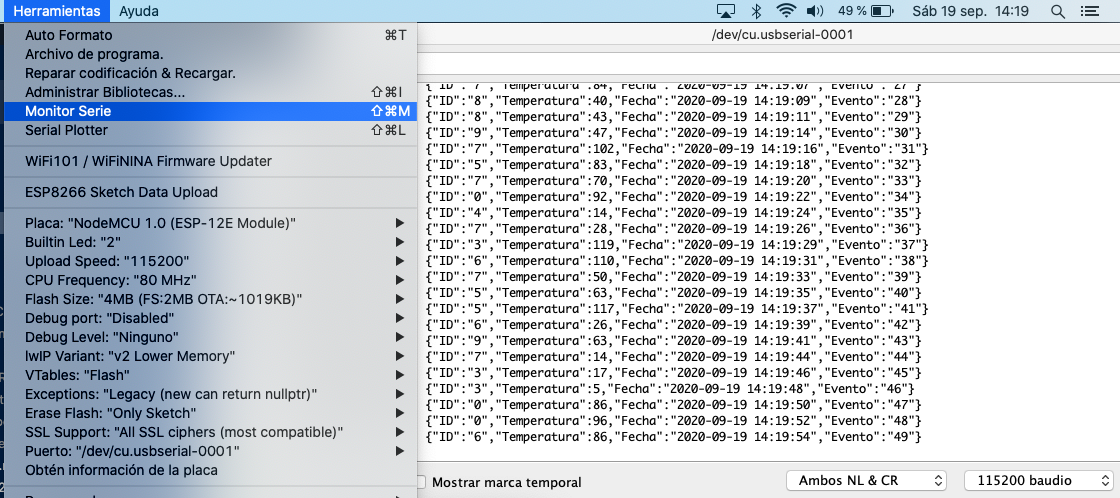 Herramientas Ayuda 49 % Sáb 19 sep. 14:19
/dev/cu.usbserial-0001
Auto Formato ⌘T
Archivo de programa.
Reparar codificación & Recargar.
Administrar Bibliotecas... ⇧⌘I
Monitor Serie ⇧⌘M
Serial Plotter ⇧⌘L
WiFi101 / WiFiNINA Firmware Updater
ESP8266 Sketch Data Upload
Placa: "NodeMCU 1.0 (ESP-12E Module)"
Builtin Led: "2"
Upload Speed: "115200"
CPU Frequency: "80 MHz"
Flash Size: "4MB (FS:2MB OTA:~1019KB)"
Debug port: "Disabled"
Debug Level: "Ninguno"
lwIP Variant: "v2 Lower Memory"
VTables: "Flash"
Exceptions: "Legacy (new can return nullptr)"
Erase Flash: "Only Sketch"
SSL Support: "All SSL ciphers (most compatible)"
Puerto: "/dev/cu.usbserial-0001"
Obtén información de la placa
{"ID":"7","Temperatura":84,"Fecha":"2020-09-19 14:19:07","Evento":"27"}
{"ID":"8","Temperatura":40,"Fecha":"2020-09-19 14:19:09","Evento":"28"}
{"ID":"8","Temperatura":43,"Fecha":"2020-09-19 14:19:11","Evento":"29"}
{"ID":"9","Temperatura":47,"Fecha":"2020-09-19 14:19:14","Evento":"30"}
{"ID":"7","Temperatura":102,"Fecha":"2020-09-19 14:19:16","Evento":"31"}
{"ID":"5","Temperatura":83,"Fecha":"2020-09-19 14:19:18","Evento":"32"}
{"ID":"7","Temperatura":70,"Fecha":"2020-09-19 14:19:20","Evento":"33"}
{"ID":"0","Temperatura":92,"Fecha":"2020-09-19 14:19:22","Evento":"34"}
{"ID":"4","Temperatura":14,"Fecha":"2020-09-19 14:19:24","Evento":"35"}
{"ID":"7","Temperatura":28,"Fecha":"2020-09-19 14:19:26","Evento":"36"}
{"ID":"3","Temperatura":119,"Fecha":"2020-09-19 14:19:29","Evento":"37"}
{"ID":"6","Temperatura":110,"Fecha":"2020-09-19 14:19:31","Evento":"38"}
{"ID":"7","Temperatura":50,"Fecha":"2020-09-19 14:19:33","Evento":"39"}
{"ID":"5","Temperatura":63,"Fecha":"2020-09-19 14:19:35","Evento":"40"}
{"ID":"5","Temperatura":117,"Fecha":"2020-09-19 14:19:37","Evento":"41"}
{"ID":"6","Temperatura":26,"Fecha":"2020-09-19 14:19:39","Evento":"42"}
{"ID":"9","Temperatura":63,"Fecha":"2020-09-19 14:19:41","Evento":"43"}
{"ID":"7","Temperatura":14,"Fecha":"2020-09-19 14:19:44","Evento":"44"}
{"ID":"3","Temperatura":17,"Fecha":"2020-09-19 14:19:46","Evento":"45"}
{"ID":"3","Temperatura":5,"Fecha":"2020-09-19 14:19:48","Evento":"46"}
{"ID":"0","Temperatura":86,"Fecha":"2020-09-19 14:19:50","Evento":"47"}
{"ID":"0","Temperatura":96,"Fecha":"2020-09-19 14:19:52","Evento":"48"}
{"ID":"6","Temperatura":86,"Fecha":"2020-09-19 14:19:54","Evento":"49"}
Mostrar marca temporal Ambos NL & CR 115200 baudio